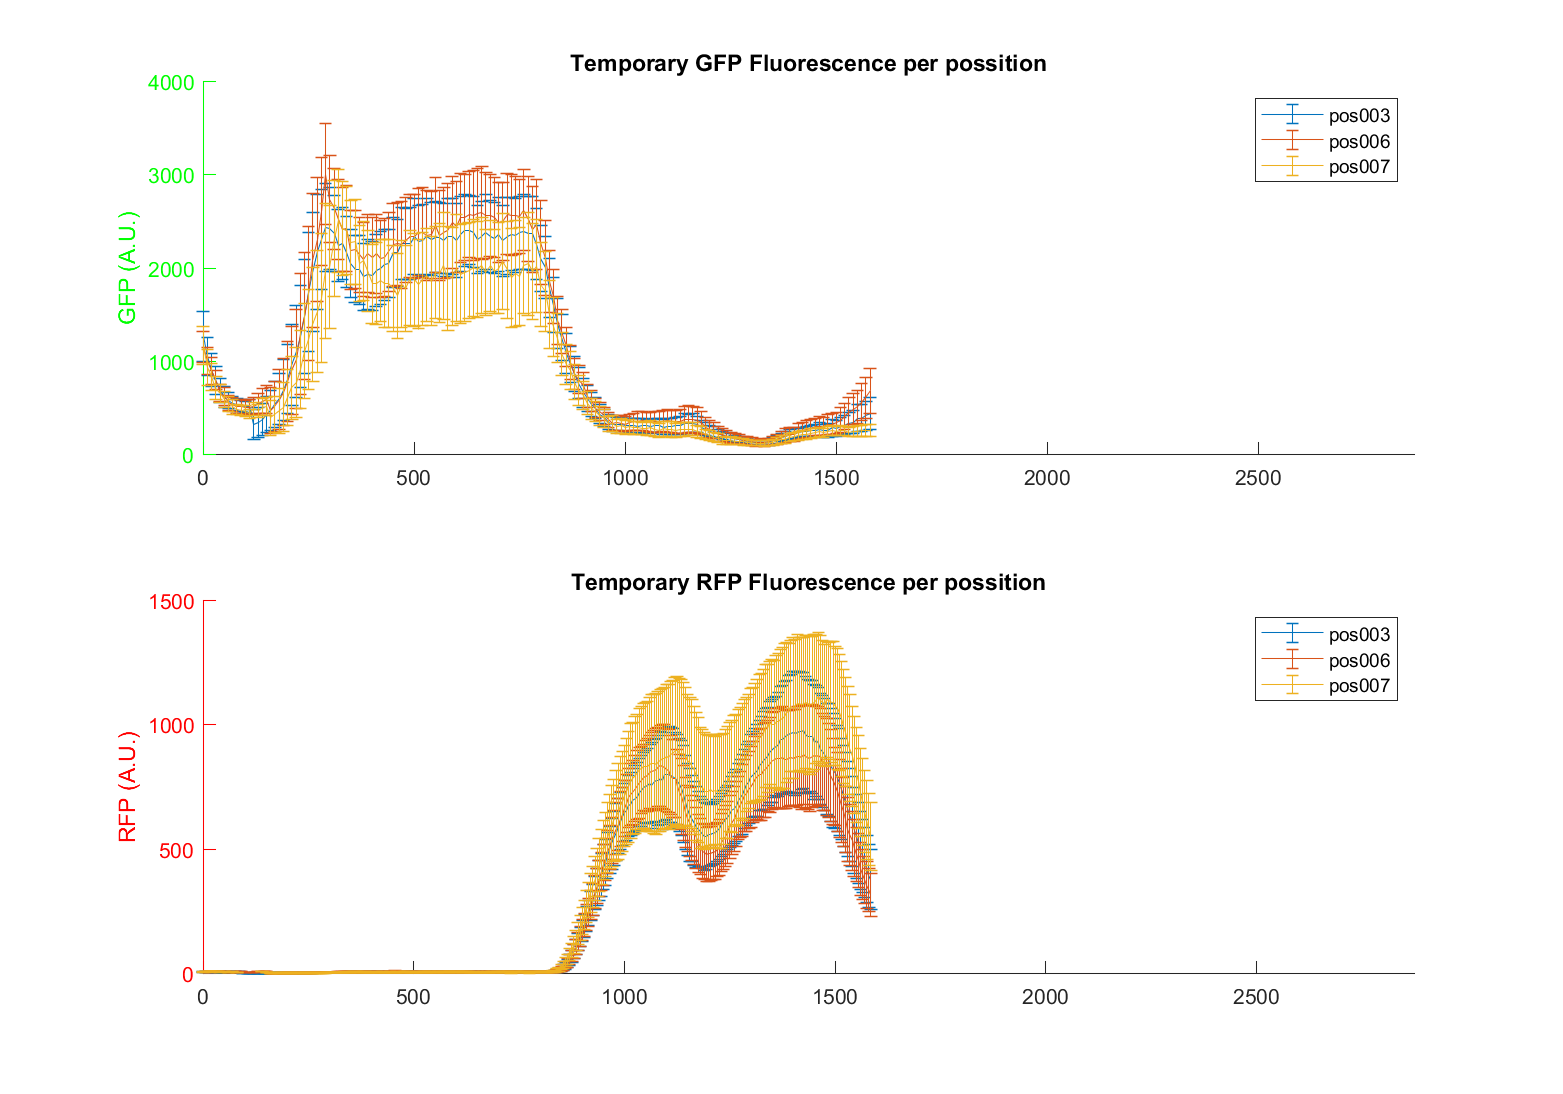 Temporary GFP Fluorescence per possition
4000
3000
2000
1000
0
GFP (A.U.)
0 500 1000 1500 2000 2500
pos003
pos006
pos007
Temporary RFP Fluorescence per possition
1500
1000
500
0
RFP (A.U.)
0 500 1000 1500 2000 2500
pos003
pos006
pos007